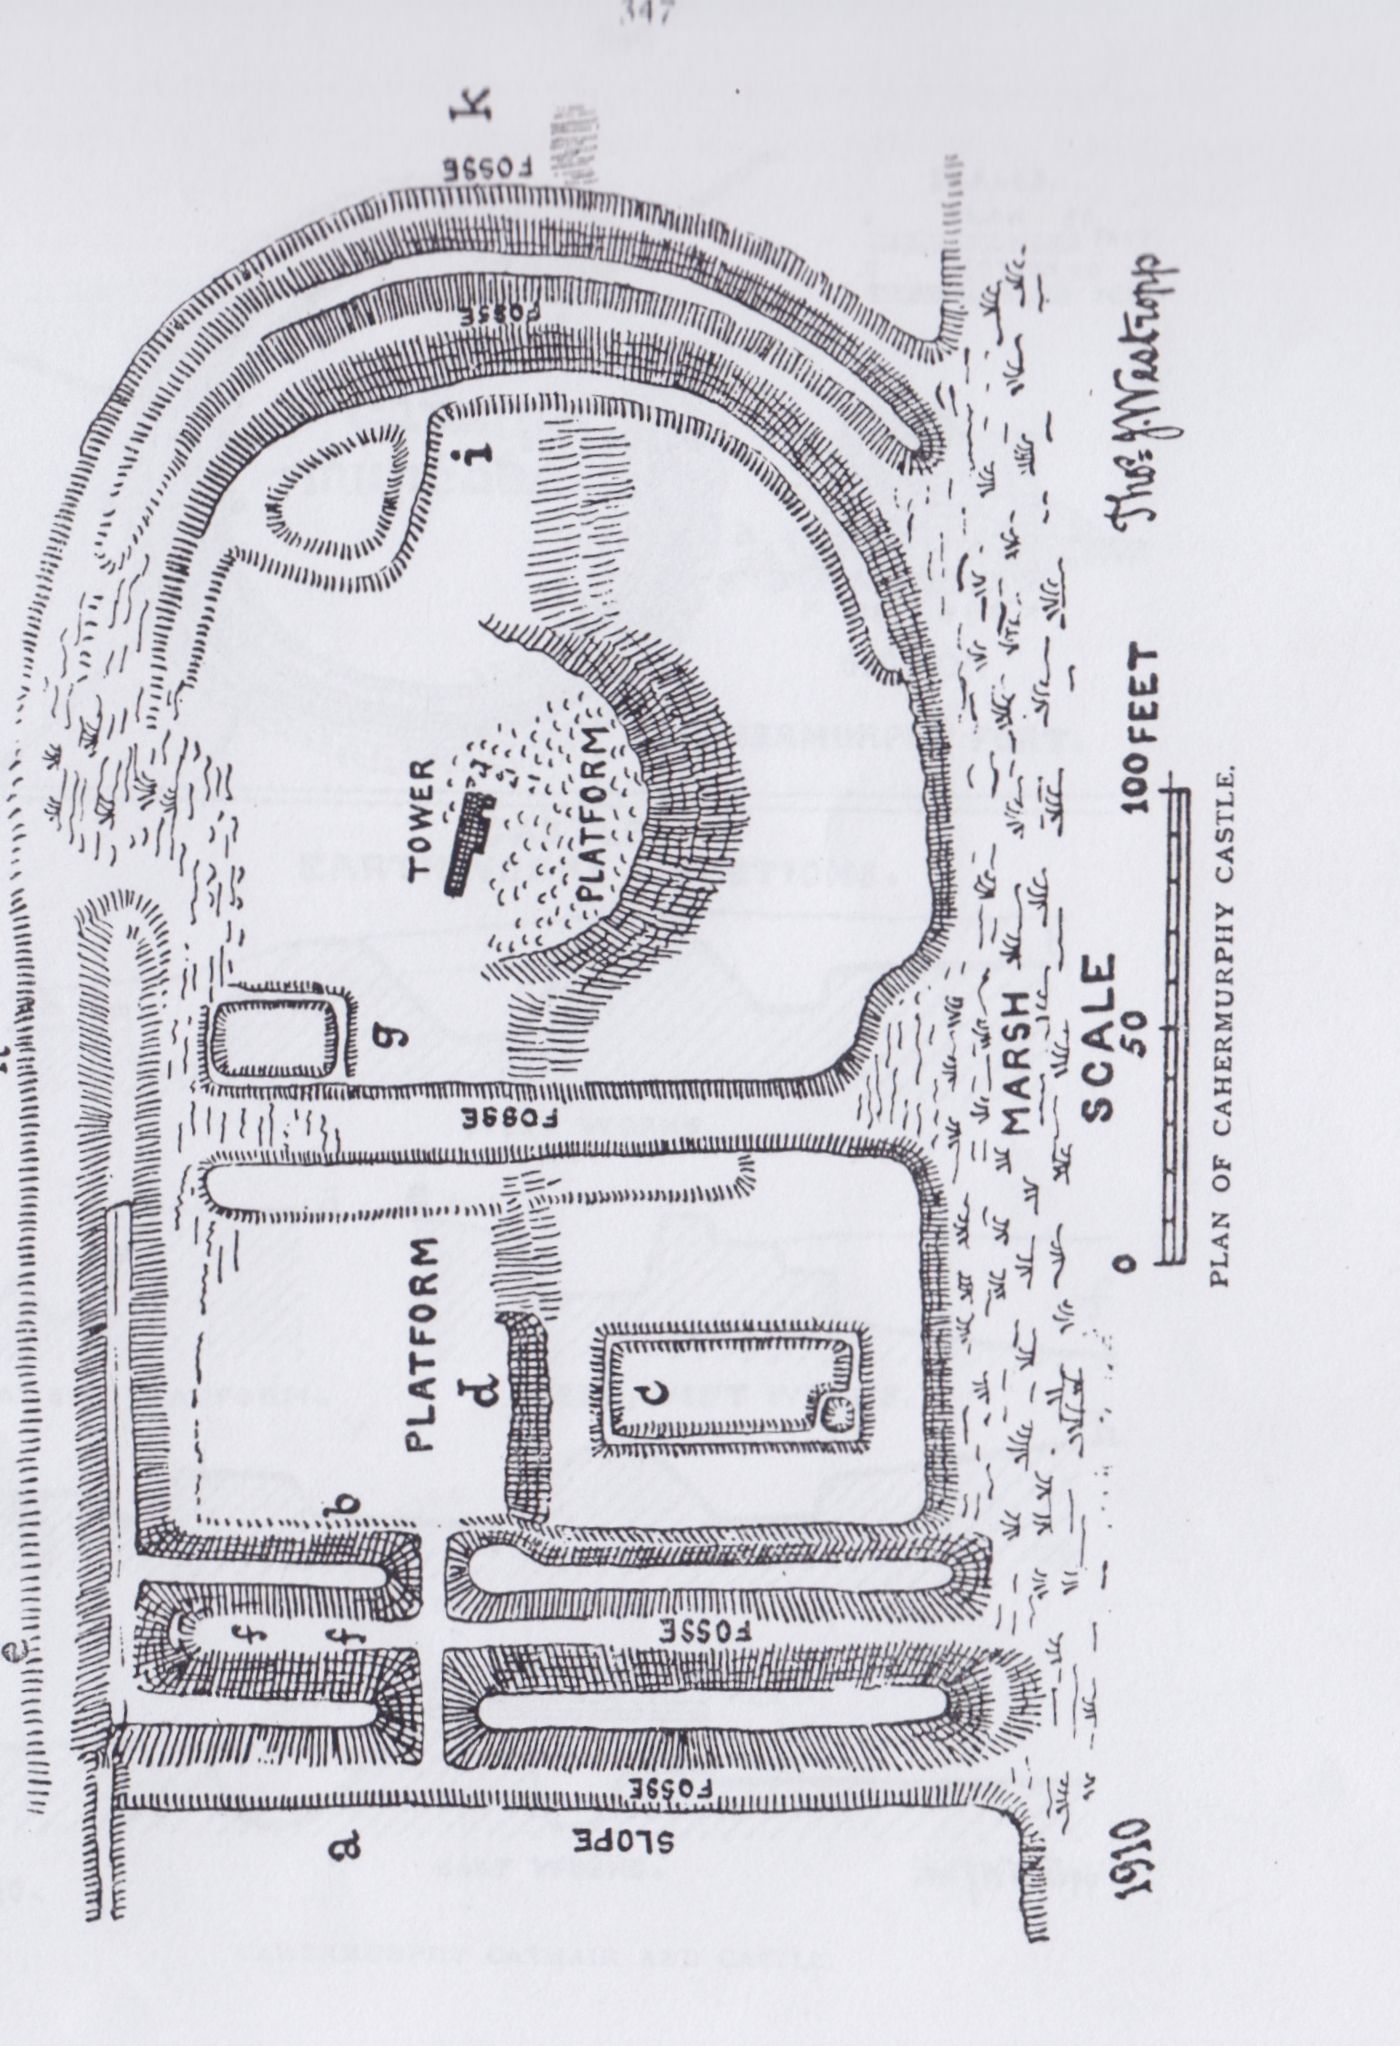 347
k
FOSSE
FOSSE
i
TOWER
PLATFORM
g
FOSSE
PLATFORM
d
c
b
e
f
f
FOSSE
FOSSE
a
SLOPE
MARSH
SCALE
0 50 100 FEET
1910
Thos: J. Westropp
PLAN OF CAHERMURPHY CASTLE.